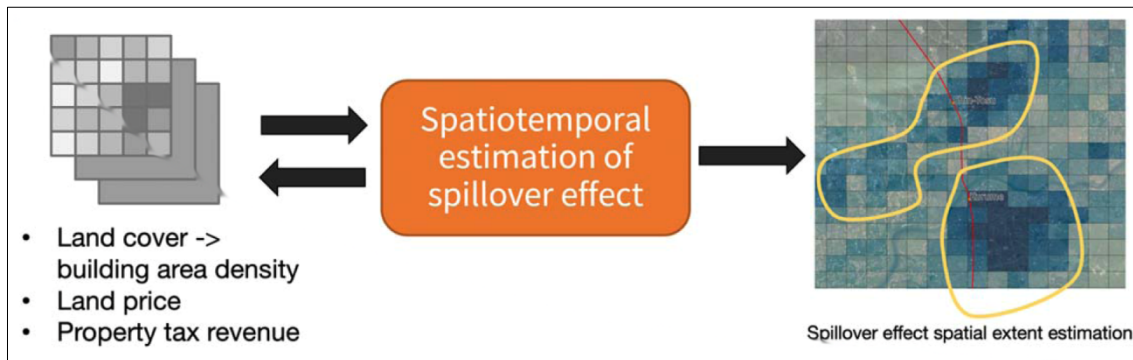 Spatiotemporal
estimation of
spillover effect
• Land cover ->
building area density
• Land price
• Property tax revenue
Spillover effect spatial extent estimation